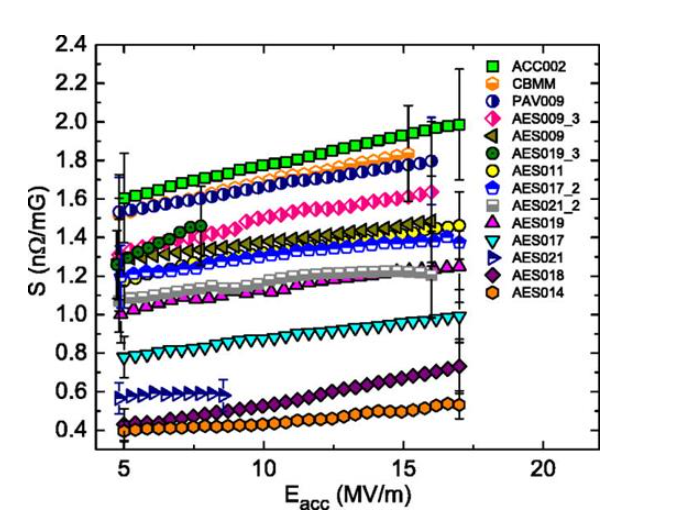 2.4
2.2
2.0
1.8
1.6
1.4
1.2
1.0
0.8
0.6
0.4
S (nΩ/mG)
5
10
15
20
E_acc (MV/m)
ACC002
CBMM
PAV009
AES009_3
AES009
AES019_3
AES011
AES017_2
AES021_2
AES019
AES017
AES021
AES018
AES014